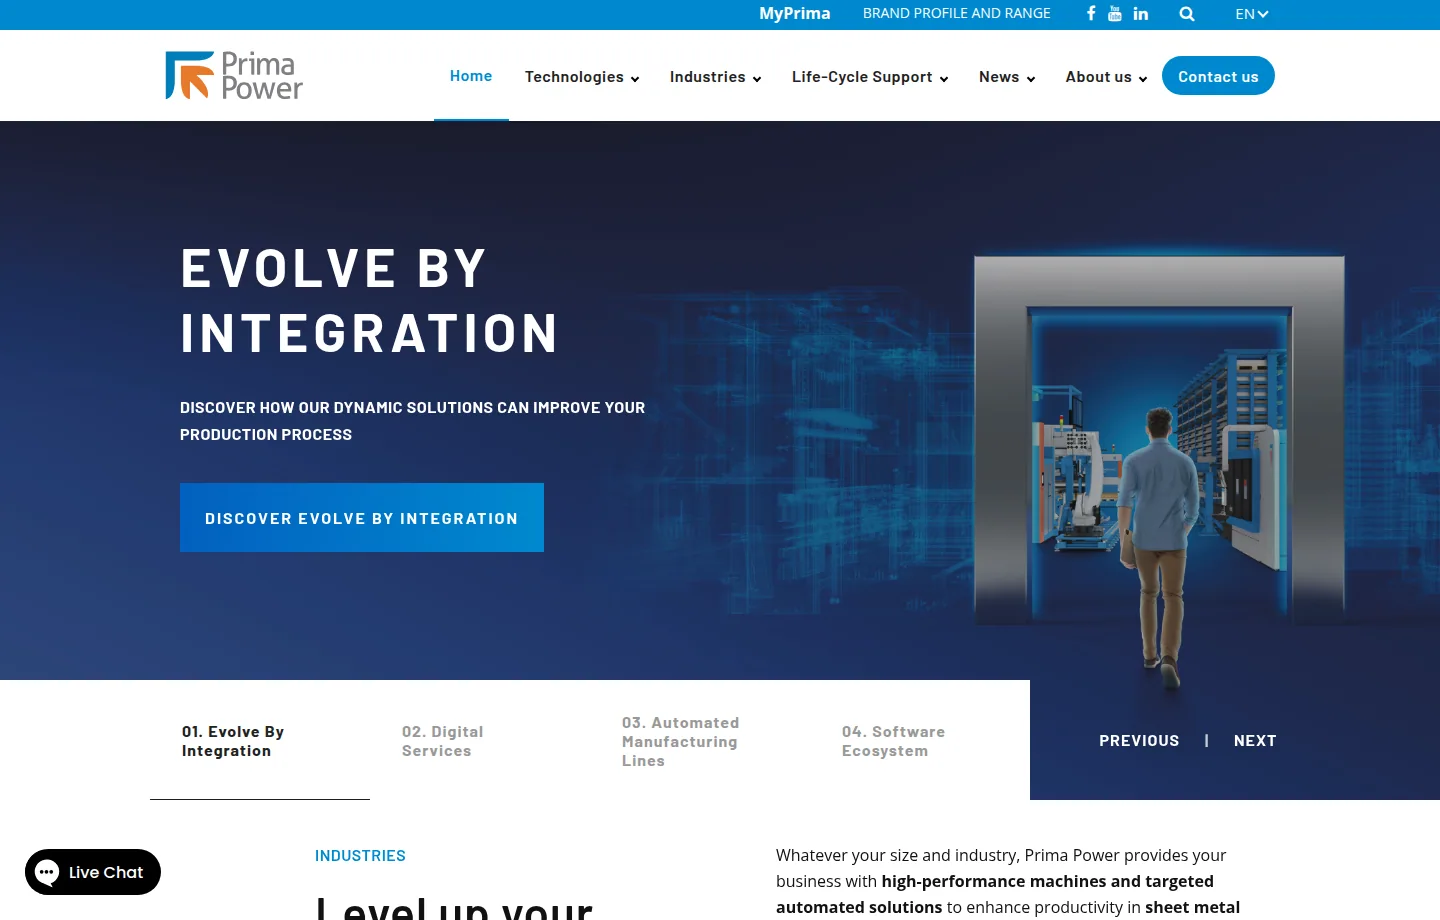 MyPrima
BRAND PROFILE AND RANGE
EN
Prima
Power
Home
Technologies
Industries
Life-Cycle Support
News
About us
Contact us
EVOLVE BY
INTEGRATION
DISCOVER HOW OUR DYNAMIC SOLUTIONS CAN IMPROVE YOUR
PRODUCTION PROCESS
DISCOVER EVOLVE BY INTEGRATION
01. Evolve By
Integration
02. Digital
Services
03. Automated
Manufacturing
Lines
04. Software
Ecosystem
PREVIOUS | NEXT
INDUSTRIES
Level up your
Whatever your size and industry, Prima Power provides your
business with high-performance machines and targeted
automated solutions to enhance productivity in sheet metal
Live Chat